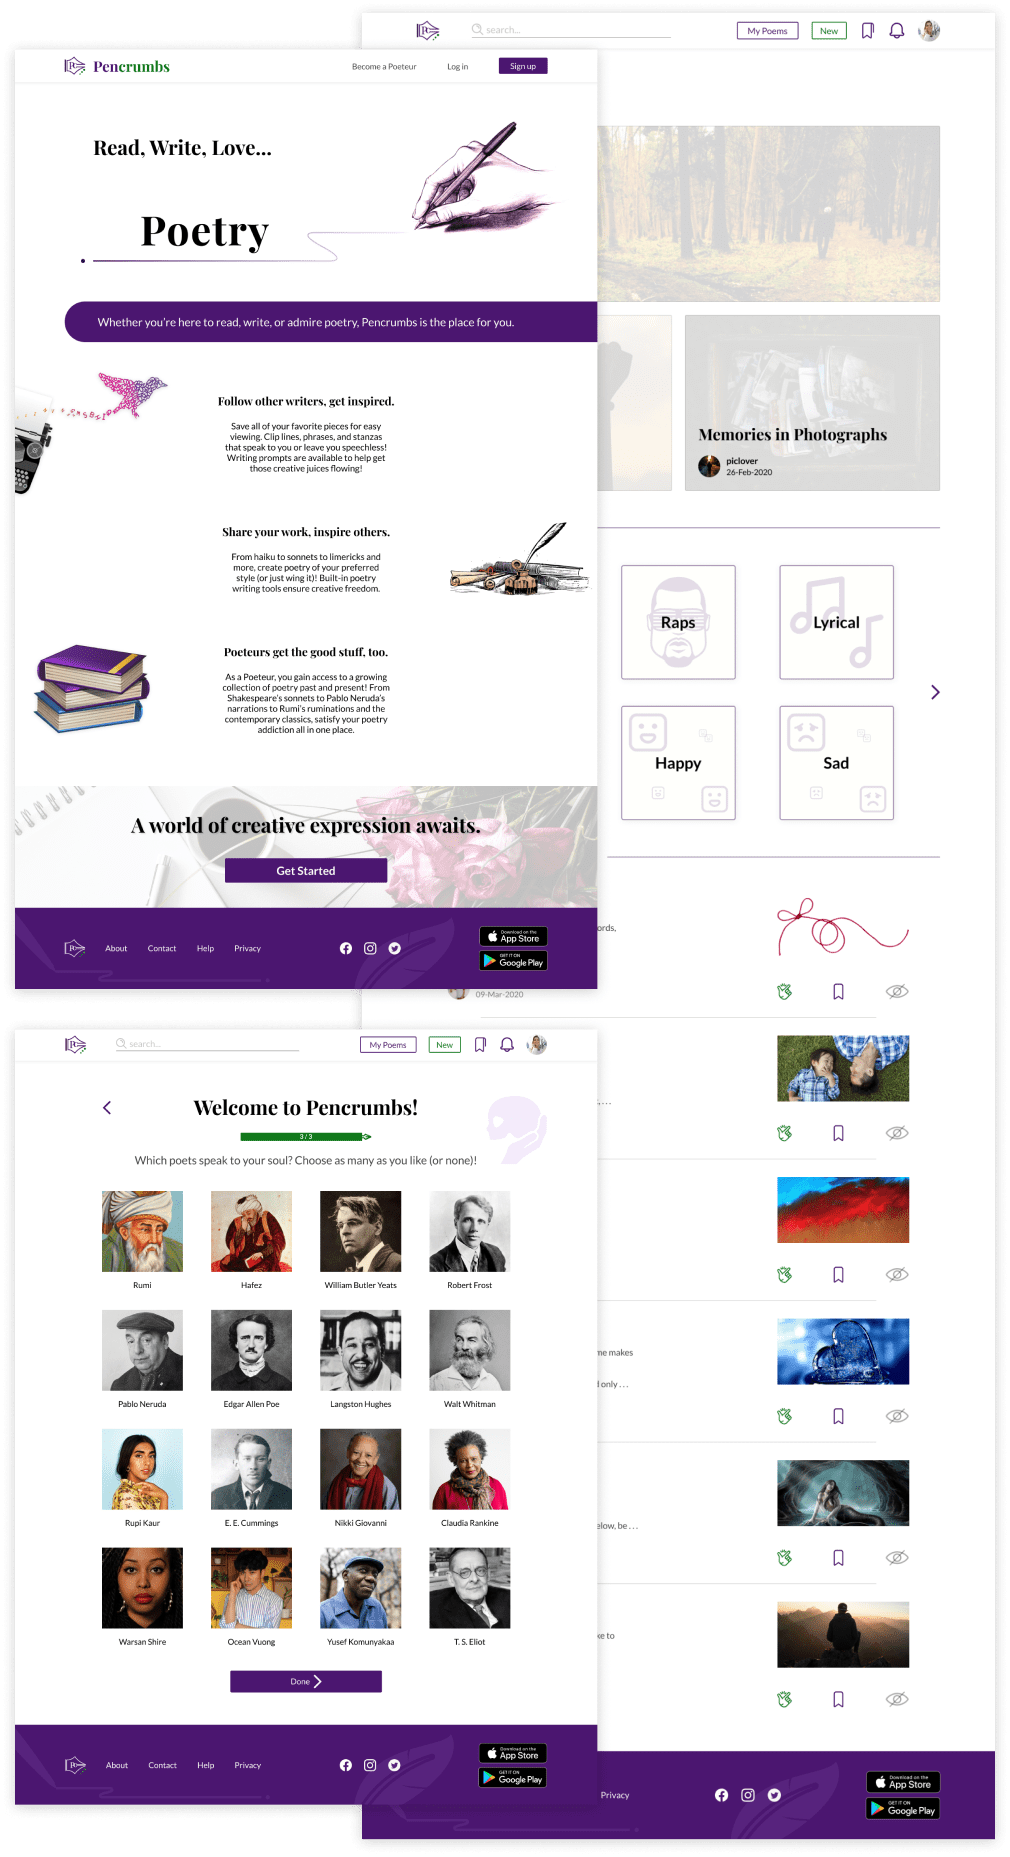 search...
My Poems
New
Pencrumbs
Become a Poeteur
Log in
Sign up
Read, Write, Love...
Poetry
Whether you're here to read, write, or admire poetry, Pencrumbs is the place for you.
Follow other writers, get inspired.
Save all of your favorite pieces for easy
viewing. Clip lines, phrases, and stanzas
that speak to you or leave you speechless!
Writing prompts are available to help get
those creative juices flowing!
Share your work, inspire others.
From haiku to sonnets to limericks and
more, create poetry of your preferred
style (or just wing it)! Built-in poetry
writing tools ensure creative freedom.
Poeteurs get the good stuff, too.
As a Poeteur, you gain access to a growing
collection of poetry past and present! From
Shakespeare's sonnets to Pablo Neruda's
narrations to Rumi's ruminations and the
contemporary classics, satisfy your poetry
addiction all in one place.
A world of creative expression awaits.
Get Started
About
Contact
Help
Privacy
Download on the
App Store
GET IT ON
Google Play
Memories in Photographs
piclover
26-Feb-2020
Raps
Lyrical
Happy
Sad
ords,
09-Mar-2020
, ...
me makes
l only ...
elow, be ...
ke to
Privacy
Download on the
App Store
GET IT ON
Google Play
search...
My Poems
New
Welcome to Pencrumbs!
3 / 3
Which poets speak to your soul? Choose as many as you like (or none)!
Rumi
Hafez
William Butler Yeats
Robert Frost
Pablo Neruda
Edgar Allen Poe
Langston Hughes
Walt Whitman
Rupi Kaur
E. E. Cummings
Nikki Giovanni
Claudia Rankine
Warsan Shire
Ocean Vuong
Yusef Komunyakaa
T. S. Eliot
Done
About
Contact
Help
Privacy
Download on the
App Store
GET IT ON
Google Play